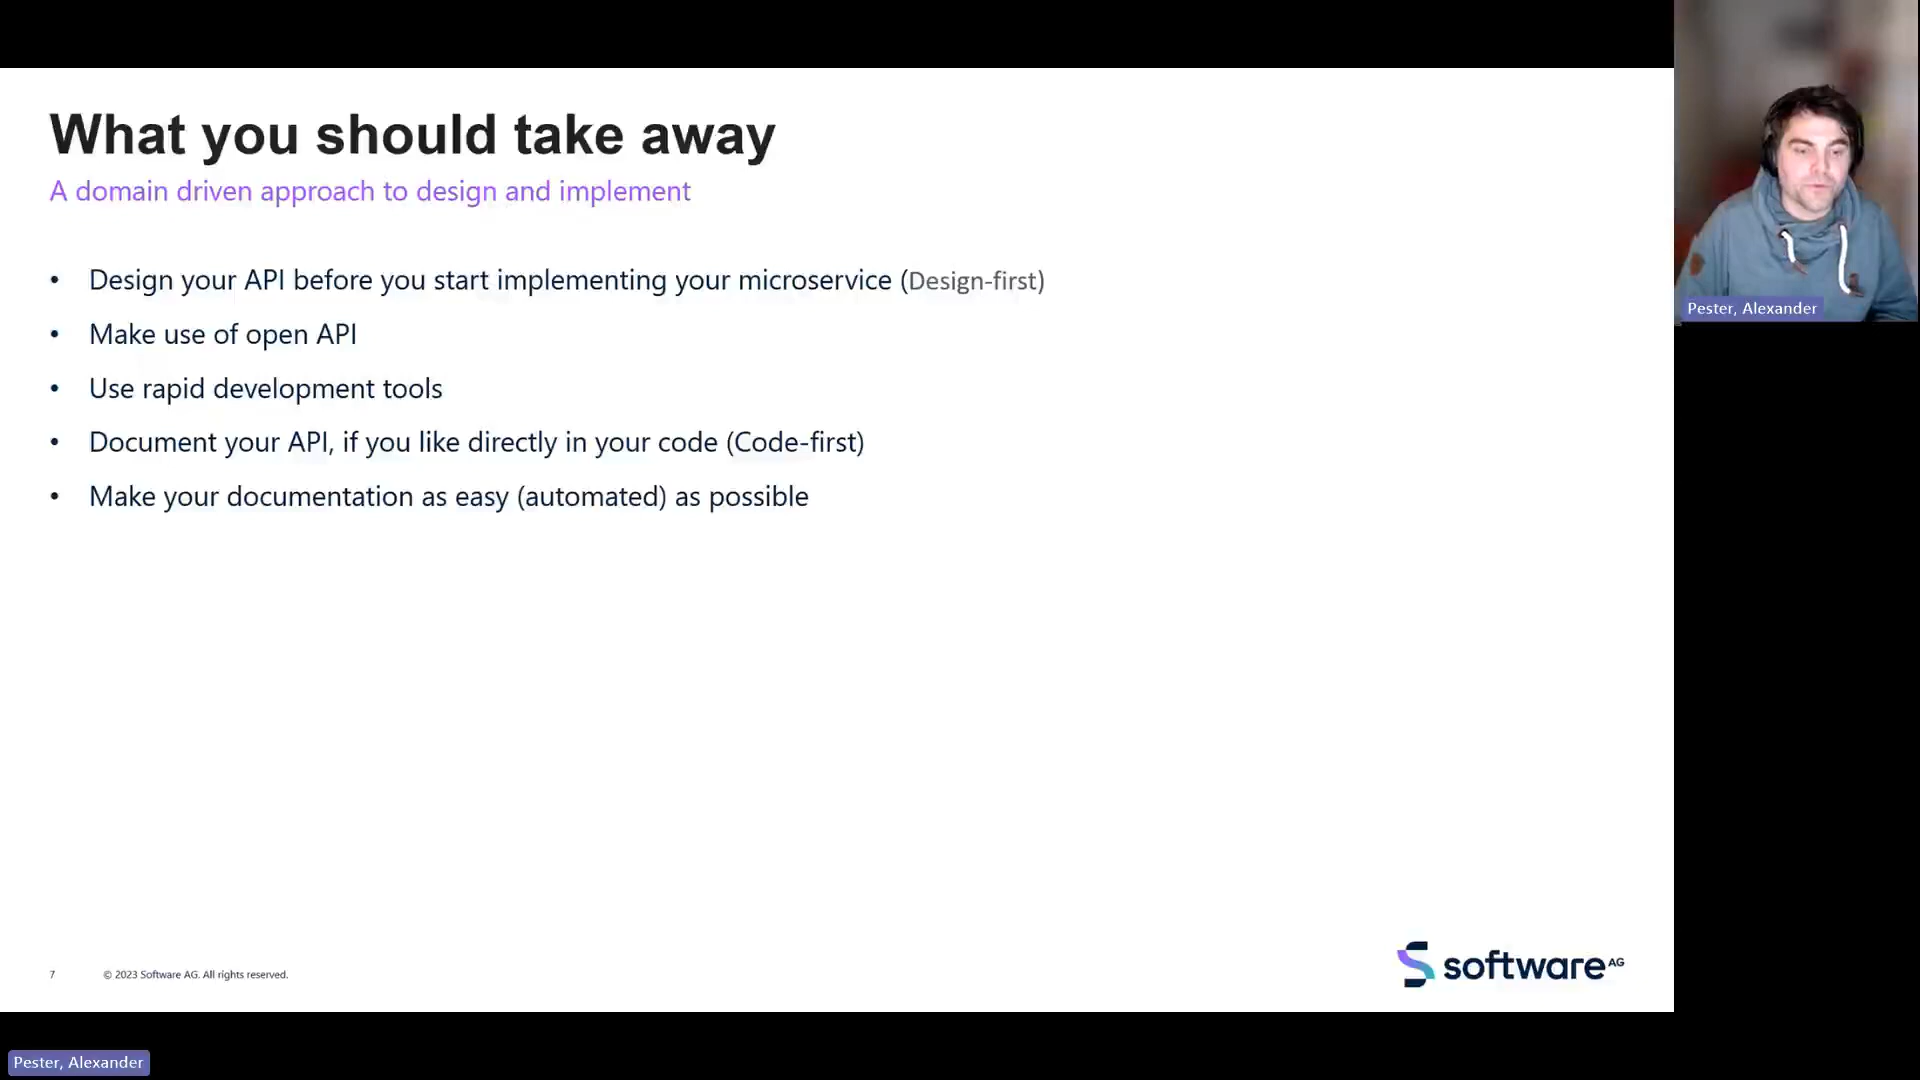 What you should take away
A domain driven approach to design and implement
• Design your API before you start implementing your microservice (Design-first)
• Make use of open API
• Use rapid development tools
• Document your API, if you like directly in your code (Code-first)
• Make your documentation as easy (automated) as possible
7 © 2023 Software AG. All rights reserved.
software AG
Pester, Alexander
Pester, Alexander